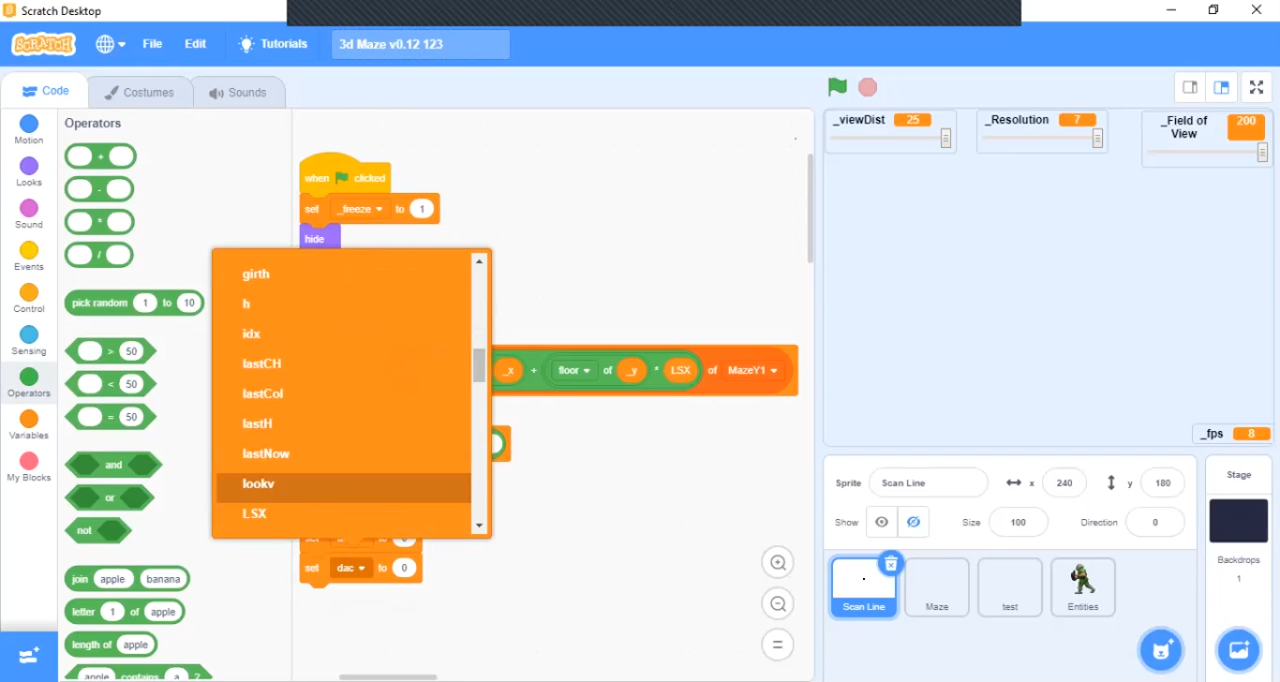 Scratch Desktop
SCRATCH
File
Edit
Tutorials
3d Maze v0.12 123
Code
Costumes
Sounds
Motion
Looks
Sound
Events
Control
Sensing
Operators
Variables
My Blocks
Operators
+
-
*
/
pick random 1 to 10
> 50
< 50
= 50
and
or
not
join apple banana
letter 1 of apple
length of apple
apple contains a ?
when clicked
set _freeze to 1
hide
girth
h
idx
lastCH
lastCol
lastH
lastNow
lookv
LSX
_x + floor of _y * LSX of MazeY1
set dac to 0
_viewDist 25
_Resolution 7
_Field of View 200
_fps 8
Sprite Scan Line x 240 y 180
Show Size 100 Direction 0
Scan Line
Maze
test
Entities
Stage
Backdrops
1